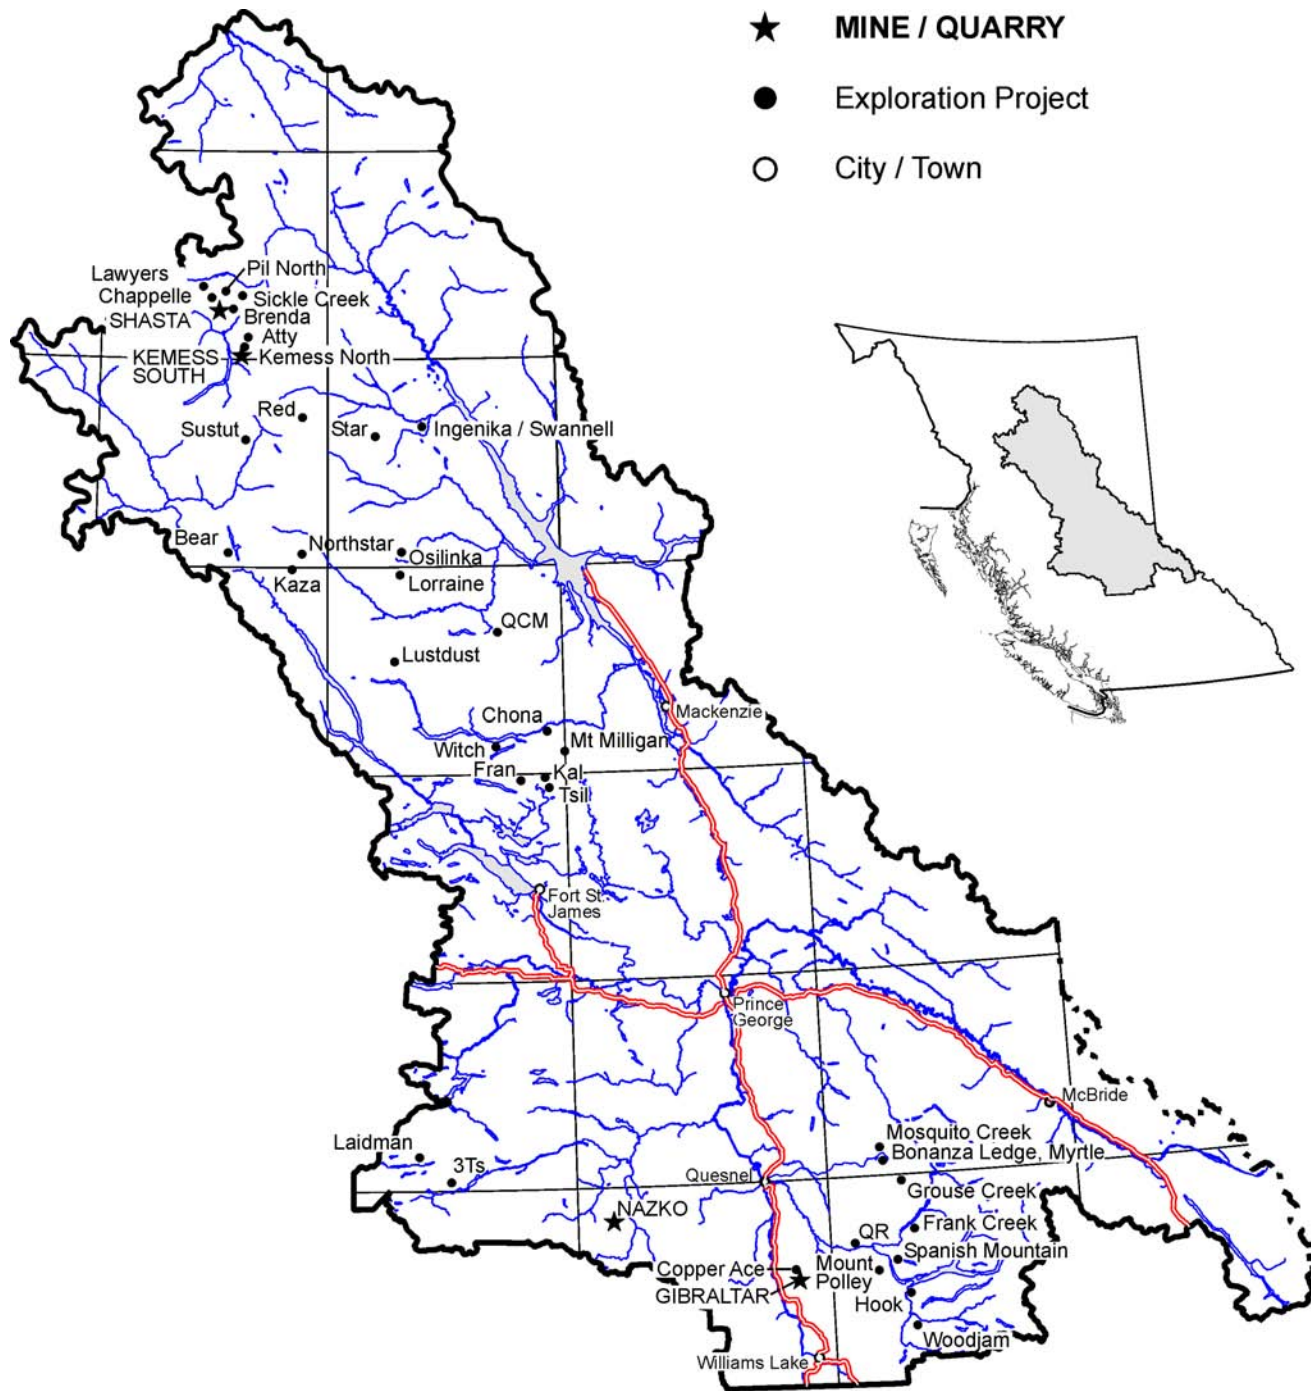 MINE / QUARRY
Exploration Project
City / Town
Lawyers
Pil North
Chappelle
Sickle Creek
SHASTA
Brenda
Atty
KEMESS
SOUTH
Kemess North
Red
Sustut
Star
Ingenika / Swannell
Bear
Northstar
Osilinka
Kaza
Lorraine
QCM
Lustdust
Chona
Mackenzie
Witch
Mt Milligan
Fran
Kal
Tsil
Fort St.
James
Prince
George
McBride
Mosquito Creek
Bonanza Ledge, Myrtle
Laidman
3Ts
Quesnel
Grouse Creek
NAZKO
Frank Creek
QR
Spanish Mountain
Copper Ace
Mount
Polley
GIBRALTAR
Hook
Woodjam
Williams Lake